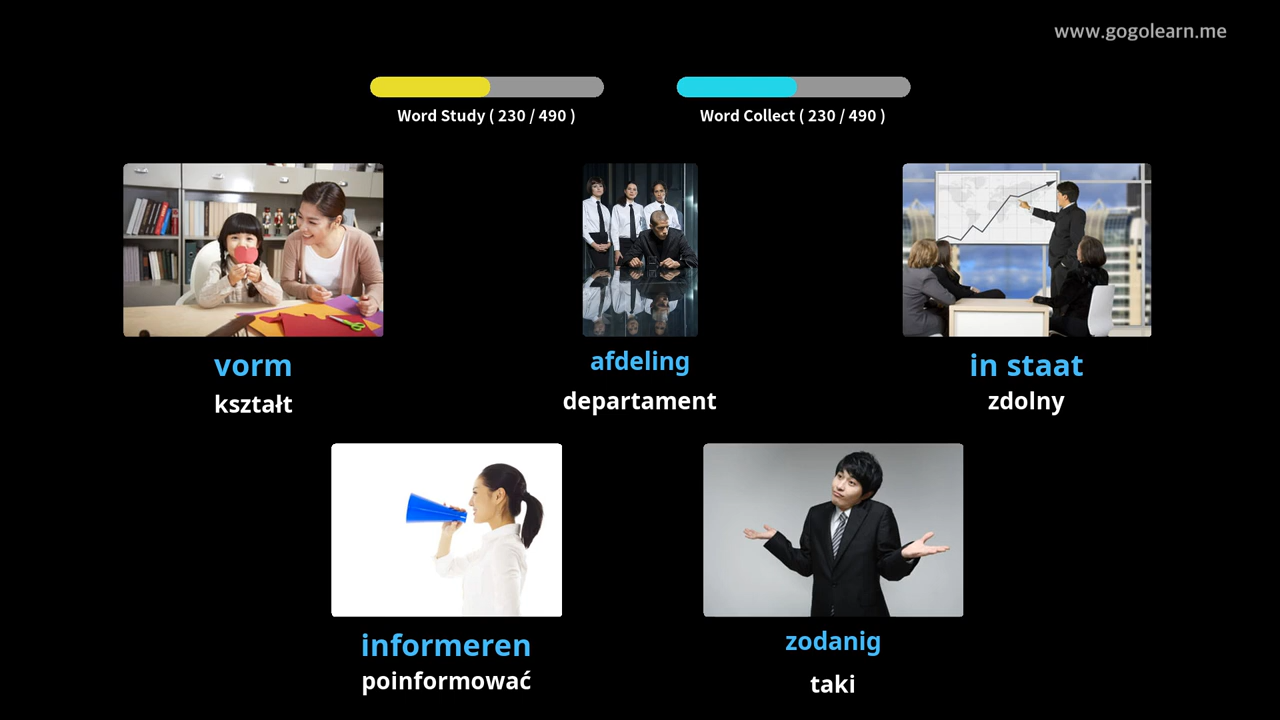 www.gogolearn.me
Word Study ( 230 / 490 )
Word Collect ( 230 / 490 )
vorm
kształt
afdeling
departament
in staat
zdolny
informeren
poinformować
zodanig
taki